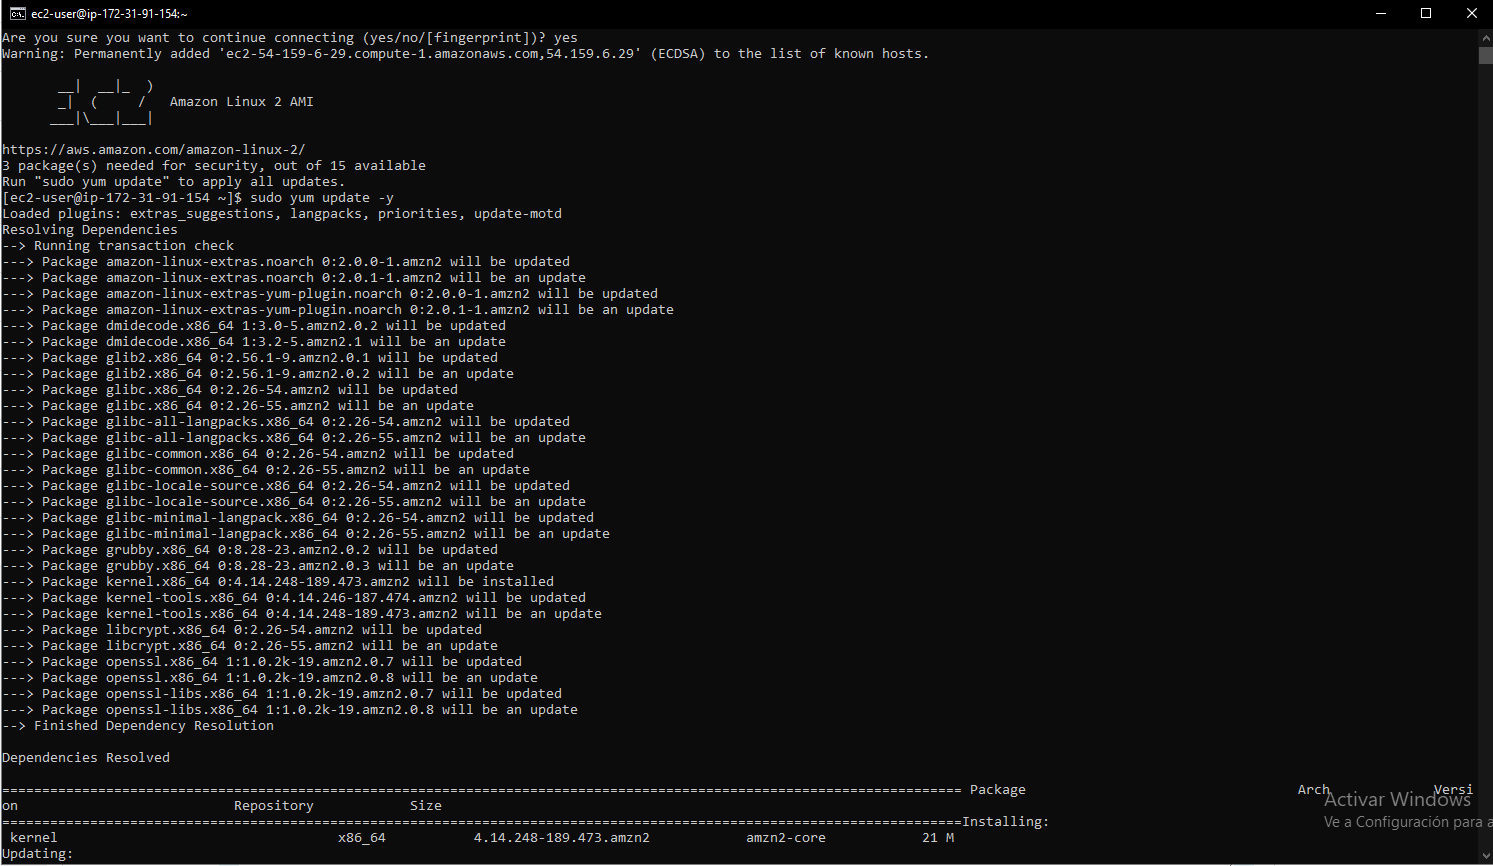 ec2-user@ip-172-31-91-154:~
Are you sure you want to continue connecting (yes/no/[fingerprint])? yes
Warning: Permanently added 'ec2-54-159-6-29.compute-1.amazonaws.com,54.159.6.29' (ECDSA) to the list of known hosts.
       __|  __|_  )
       _|  (     /   Amazon Linux 2 AMI
      ___|\___|___|
https://aws.amazon.com/amazon-linux-2/
3 package(s) needed for security, out of 15 available
Run "sudo yum update" to apply all updates.
[ec2-user@ip-172-31-91-154 ~]$ sudo yum update -y
Loaded plugins: extras_suggestions, langpacks, priorities, update-motd
Resolving Dependencies
--> Running transaction check
---> Package amazon-linux-extras.noarch 0:2.0.0-1.amzn2 will be updated
---> Package amazon-linux-extras.noarch 0:2.0.1-1.amzn2 will be an update
---> Package amazon-linux-extras-yum-plugin.noarch 0:2.0.0-1.amzn2 will be updated
---> Package amazon-linux-extras-yum-plugin.noarch 0:2.0.1-1.amzn2 will be an update
---> Package dmidecode.x86_64 1:3.0-5.amzn2.0.2 will be updated
---> Package dmidecode.x86_64 1:3.2-5.amzn2.1 will be an update
---> Package glib2.x86_64 0:2.56.1-9.amzn2.0.1 will be updated
---> Package glib2.x86_64 0:2.56.1-9.amzn2.0.2 will be an update
---> Package glibc.x86_64 0:2.26-54.amzn2 will be updated
---> Package glibc.x86_64 0:2.26-55.amzn2 will be an update
---> Package glibc-all-langpacks.x86_64 0:2.26-54.amzn2 will be updated
---> Package glibc-all-langpacks.x86_64 0:2.26-55.amzn2 will be an update
---> Package glibc-common.x86_64 0:2.26-54.amzn2 will be updated
---> Package glibc-common.x86_64 0:2.26-55.amzn2 will be an update
---> Package glibc-locale-source.x86_64 0:2.26-54.amzn2 will be updated
---> Package glibc-locale-source.x86_64 0:2.26-55.amzn2 will be an update
---> Package glibc-minimal-langpack.x86_64 0:2.26-54.amzn2 will be updated
---> Package glibc-minimal-langpack.x86_64 0:2.26-55.amzn2 will be an update
---> Package grubby.x86_64 0:8.28-23.amzn2.0.2 will be updated
---> Package grubby.x86_64 0:8.28-23.amzn2.0.3 will be an update
---> Package kernel.x86_64 0:4.14.248-189.473.amzn2 will be installed
---> Package kernel-tools.x86_64 0:4.14.246-187.474.amzn2 will be updated
---> Package kernel-tools.x86_64 0:4.14.248-189.473.amzn2 will be an update
---> Package libcrypt.x86_64 0:2.26-54.amzn2 will be updated
---> Package libcrypt.x86_64 0:2.26-55.amzn2 will be an update
---> Package openssl.x86_64 1:1.0.2k-19.amzn2.0.7 will be updated
---> Package openssl.x86_64 1:1.0.2k-19.amzn2.0.8 will be an update
---> Package openssl-libs.x86_64 1:1.0.2k-19.amzn2.0.7 will be updated
---> Package openssl-libs.x86_64 1:1.0.2k-19.amzn2.0.8 will be an update
--> Finished Dependency Resolution
Dependencies Resolved
======================================================================================================================== Package Arch Versi
on Repository Size
========================================================================================================================Installing:
kernel x86_64 4.14.248-189.473.amzn2 amzn2-core 21 M
Updating:
Activar Windows
Ve a Configuración para a